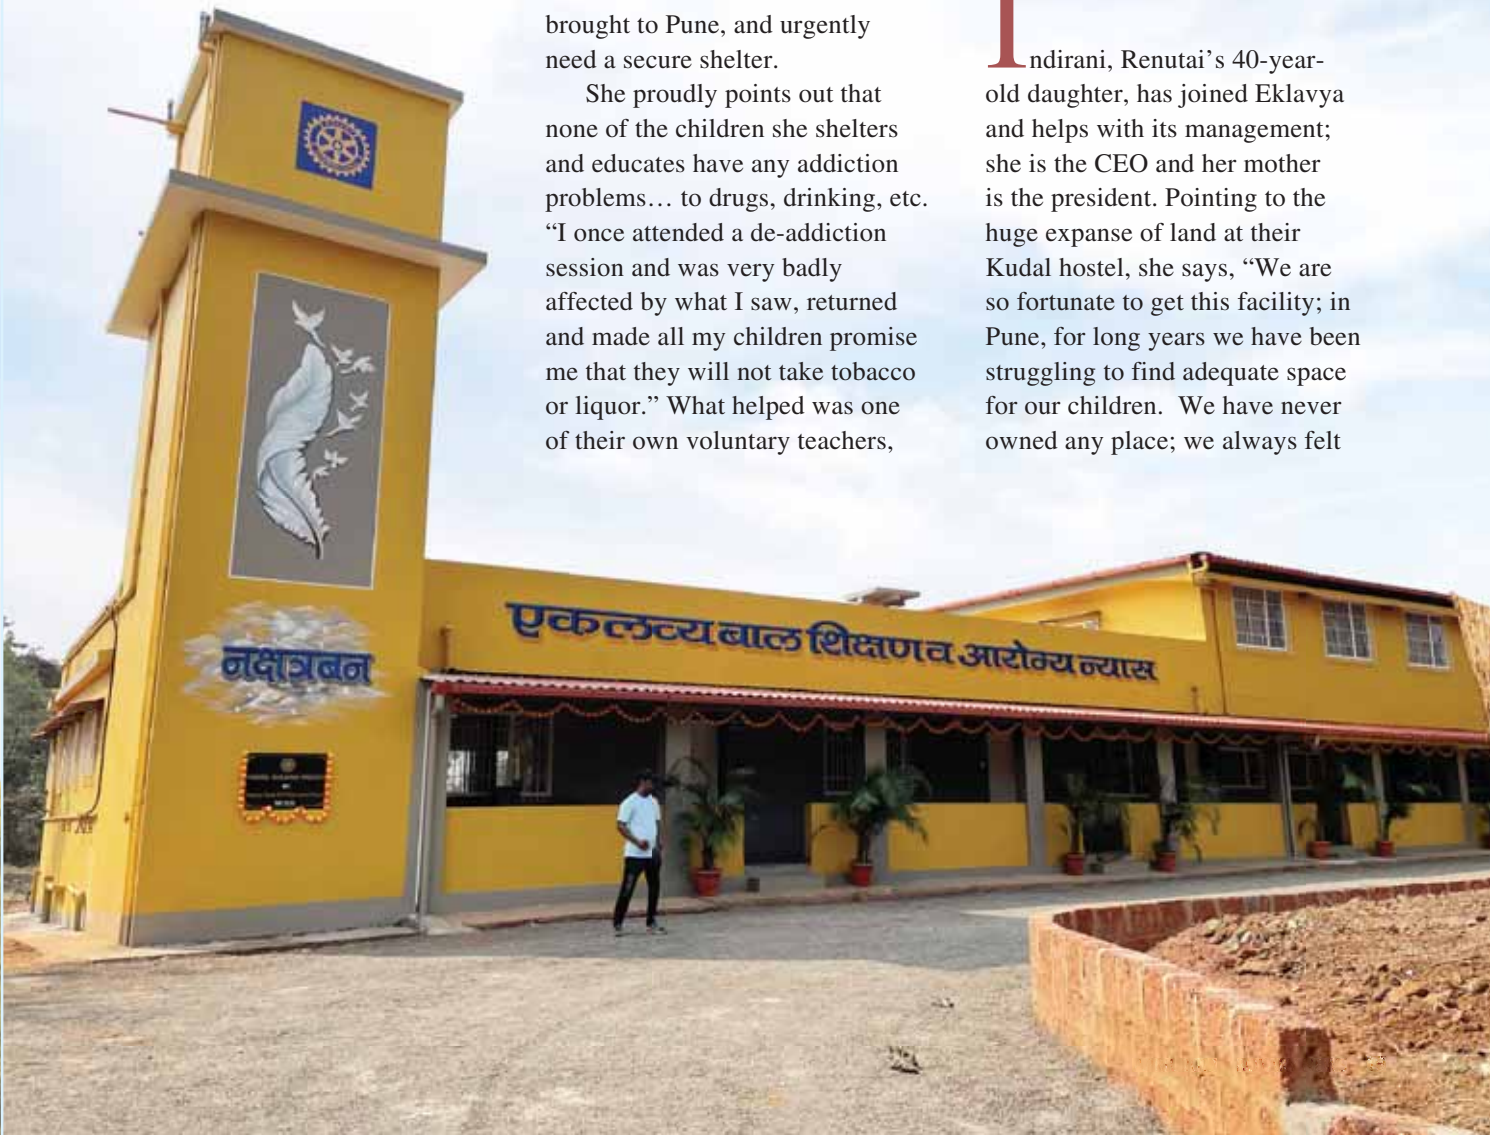 brought to Pune, and urgently
need a secure shelter.
She proudly points out that
none of the children she shelters
and educates have any addiction
problems… to drugs, drinking, etc.
“I once attended a de-addiction
session and was very badly
affected by what I saw, returned
and made all my children promise
me that they will not take tobacco
or liquor.” What helped was one
of their own voluntary teachers,
Indirani, Renutai’s 40-year-
old daughter, has joined Eklavya
and helps with its management;
she is the CEO and her mother
is the president. Pointing to the
huge expanse of land at their
Kudal hostel, she says, “We are
so fortunate to get this facility; in
Pune, for long years we have been
struggling to find adequate space
for our children. We have never
owned any place; we always felt
एकलव्य बाल शिक्षण व आरोग्य न्यास
नक्षत्रबन